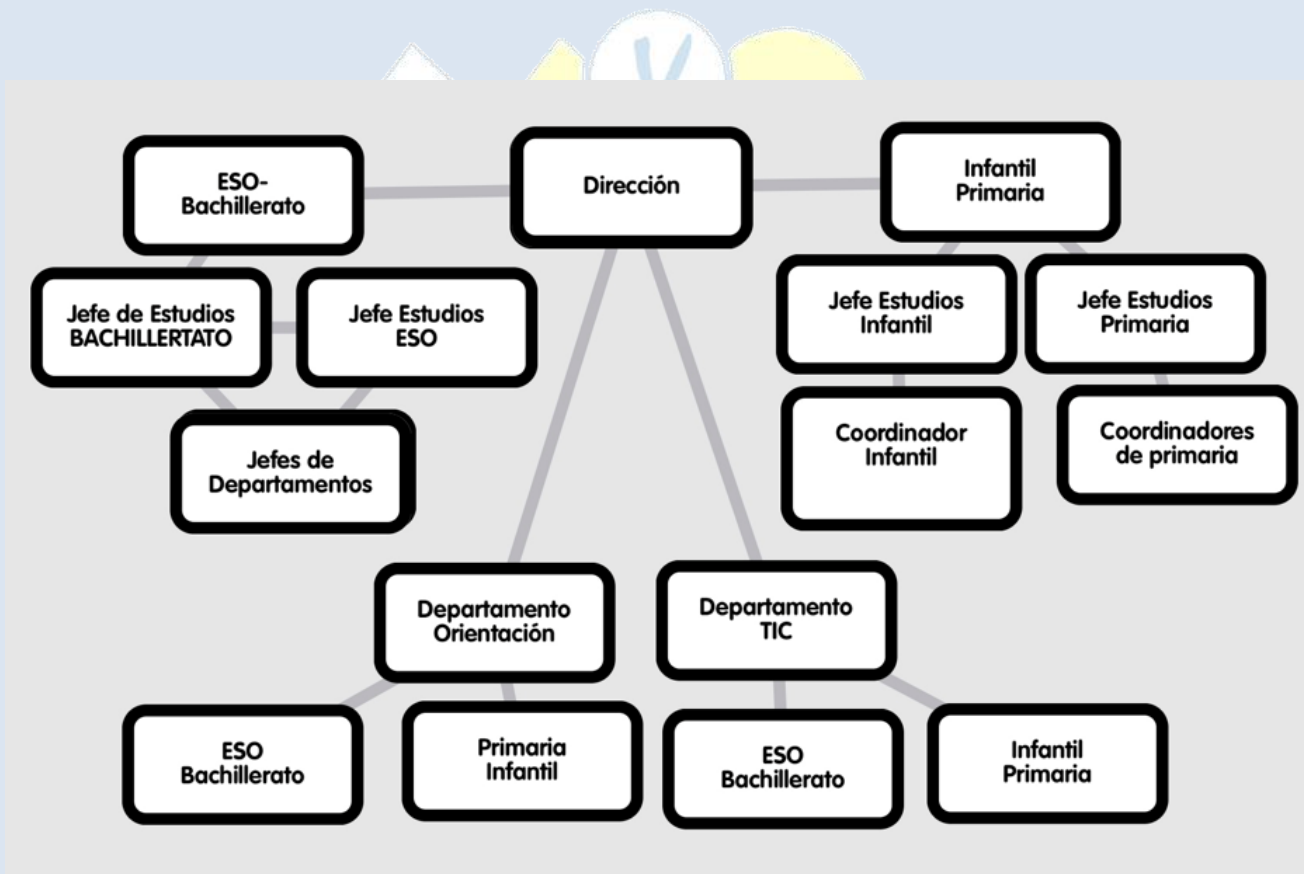 ESO-
Bachillerato
Dirección
Infantil
Primaria
Jefe de Estudios
BACHILLERTATO
Jefe Estudios
ESO
Jefe Estudios
Infantil
Jefe Estudios
Primaria
Jefes de
Departamentos
Coordinador
Infantil
Coordinadores
de primaria
Departamento
Orientación
Departamento
TIC
ESO
Bachillerato
Primaria
Infantil
ESO
Bachillerato
Infantil
Primaria